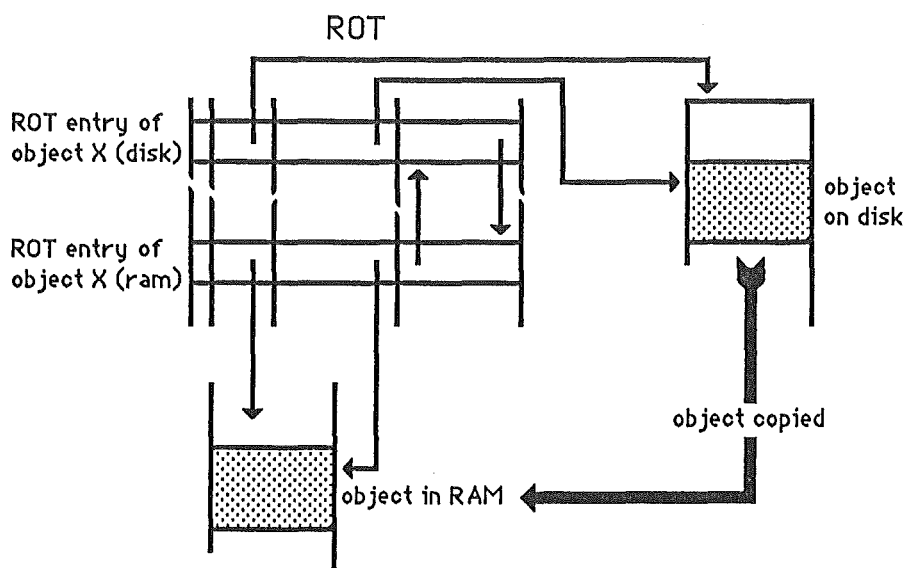 ROT
ROT entry of
object X (disk)
object
on disk
ROT entry of
object X (ram)
object copied
object in RAM